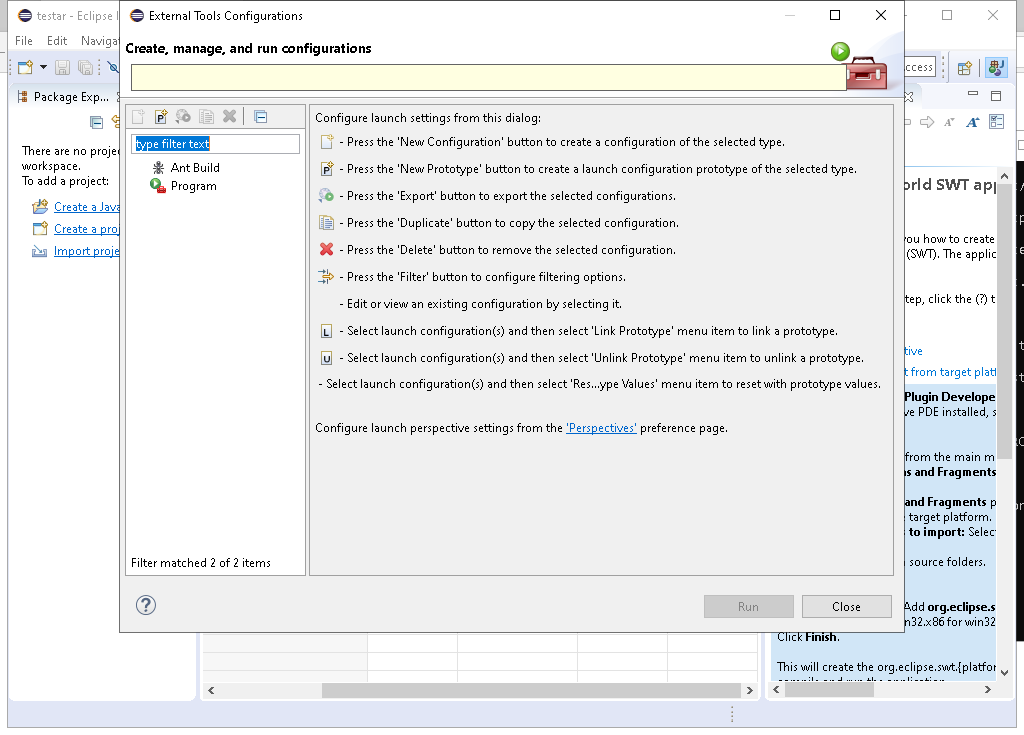 testar - Eclipse
File Edit Navigat
External Tools Configurations
Create, manage, and run configurations
ccess
Package Exp...
There are no
workspace.
To add a project:
Create a Java
Create a
Import
type filter text
Ant Build
Program
Filter matched 2 of 2 items
Configure launch settings from this dialog:
- Press the 'New Configuration' button to create a configuration of the selected type.
P - Press the 'New Prototype' button to create a launch configuration prototype of the selected type.
- Press the 'Export' button to export the selected configurations.
- Press the 'Duplicate' button to copy the selected configuration.
- Press the 'Delete' button to remove the selected configuration.
- Press the 'Filter' button to configure filtering options.
- Edit or view an existing configuration by selecting it.
L - Select launch configuration(s) and then select 'Link Prototype' menu item to link a prototype.
U - Select launch configuration(s) and then select 'Unlink Prototype' menu item to unlink a prototype.
- Select launch configuration(s) and then select 'Res...ype Values' menu item to reset with prototype values.
Configure launch perspective settings from the 'Perspectives' preference page.
Run
Close
orld SWT app
you how to create
(SWT). The applic
tep, click the (?) t
tive
t from target platf
Plugin Develope
ve PDE installed, s
from the main m
s and Fragments
and Fragments p
target platform.
to import: Selec
source folders.
Add org.eclipse.s
n32.x86 for win32
Click Finish.
This will create the org.eclipse.swt.{platfor
compile and run the application.